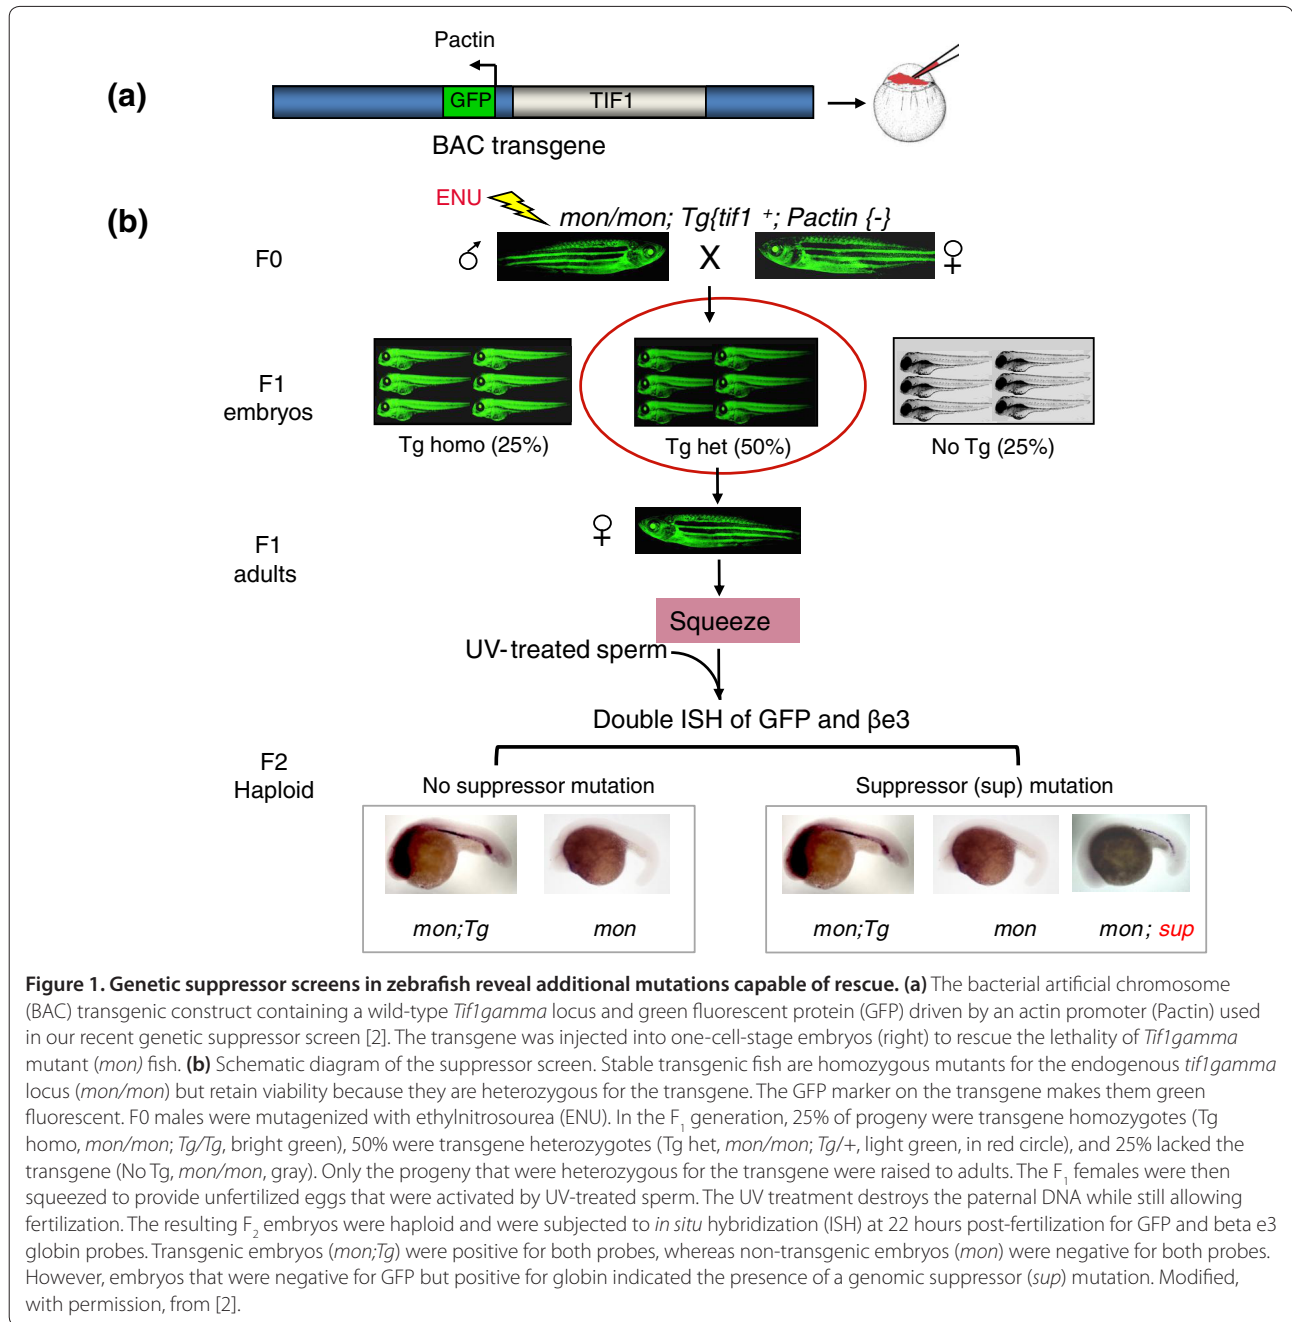 Pactin
(a)
GFP
TIF1
BAC transgene
ENU
(b)
mon/mon; Tg{tif1 +; Pactin {-}
F0
♂
X
♀
F1
embryos
Tg homo (25%)
Tg het (50%)
No Tg (25%)
♀
F1
adults
Squeeze
UV-treated sperm
Double ISH of GFP and βe3
F2
Haploid
No suppressor mutation
Suppressor (sup) mutation
mon;Tg
mon
mon;Tg
mon
mon; sup
Figure 1. Genetic suppressor screens in zebrafish reveal additional mutations capable of rescue. (a) The bacterial artificial chromosome
(BAC) transgenic construct containing a wild-type Tif1gamma locus and green fluorescent protein (GFP) driven by an actin promoter (Pactin) used
in our recent genetic suppressor screen [2]. The transgene was injected into one-cell-stage embryos (right) to rescue the lethality of Tif1gamma
mutant (mon) fish. (b) Schematic diagram of the suppressor screen. Stable transgenic fish are homozygous mutants for the endogenous tif1gamma
locus (mon/mon) but retain viability because they are heterozygous for the transgene. The GFP marker on the transgene makes them green
fluorescent. F0 males were mutagenized with ethylnitrosourea (ENU). In the F1 generation, 25% of progeny were transgene homozygotes (Tg
homo, mon/mon; Tg/Tg, bright green), 50% were transgene heterozygotes (Tg het, mon/mon; Tg/+, light green, in red circle), and 25% lacked the
transgene (No Tg, mon/mon, gray). Only the progeny that were heterozygous for the transgene were raised to adults. The F1 females were then
squeezed to provide unfertilized eggs that were activated by UV-treated sperm. The UV treatment destroys the paternal DNA while still allowing
fertilization. The resulting F2 embryos were haploid and were subjected to in situ hybridization (ISH) at 22 hours post-fertilization for GFP and beta e3
globin probes. Transgenic embryos (mon;Tg) were positive for both probes, whereas non-transgenic embryos (mon) were negative for both probes.
However, embryos that were negative for GFP but positive for globin indicated the presence of a genomic suppressor (sup) mutation. Modified,
with permission, from [2].